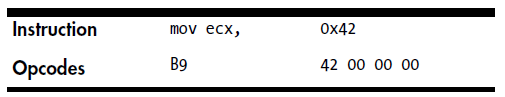 Instruction mov ecx, 0x42
Opcodes B9 42 00 00 00